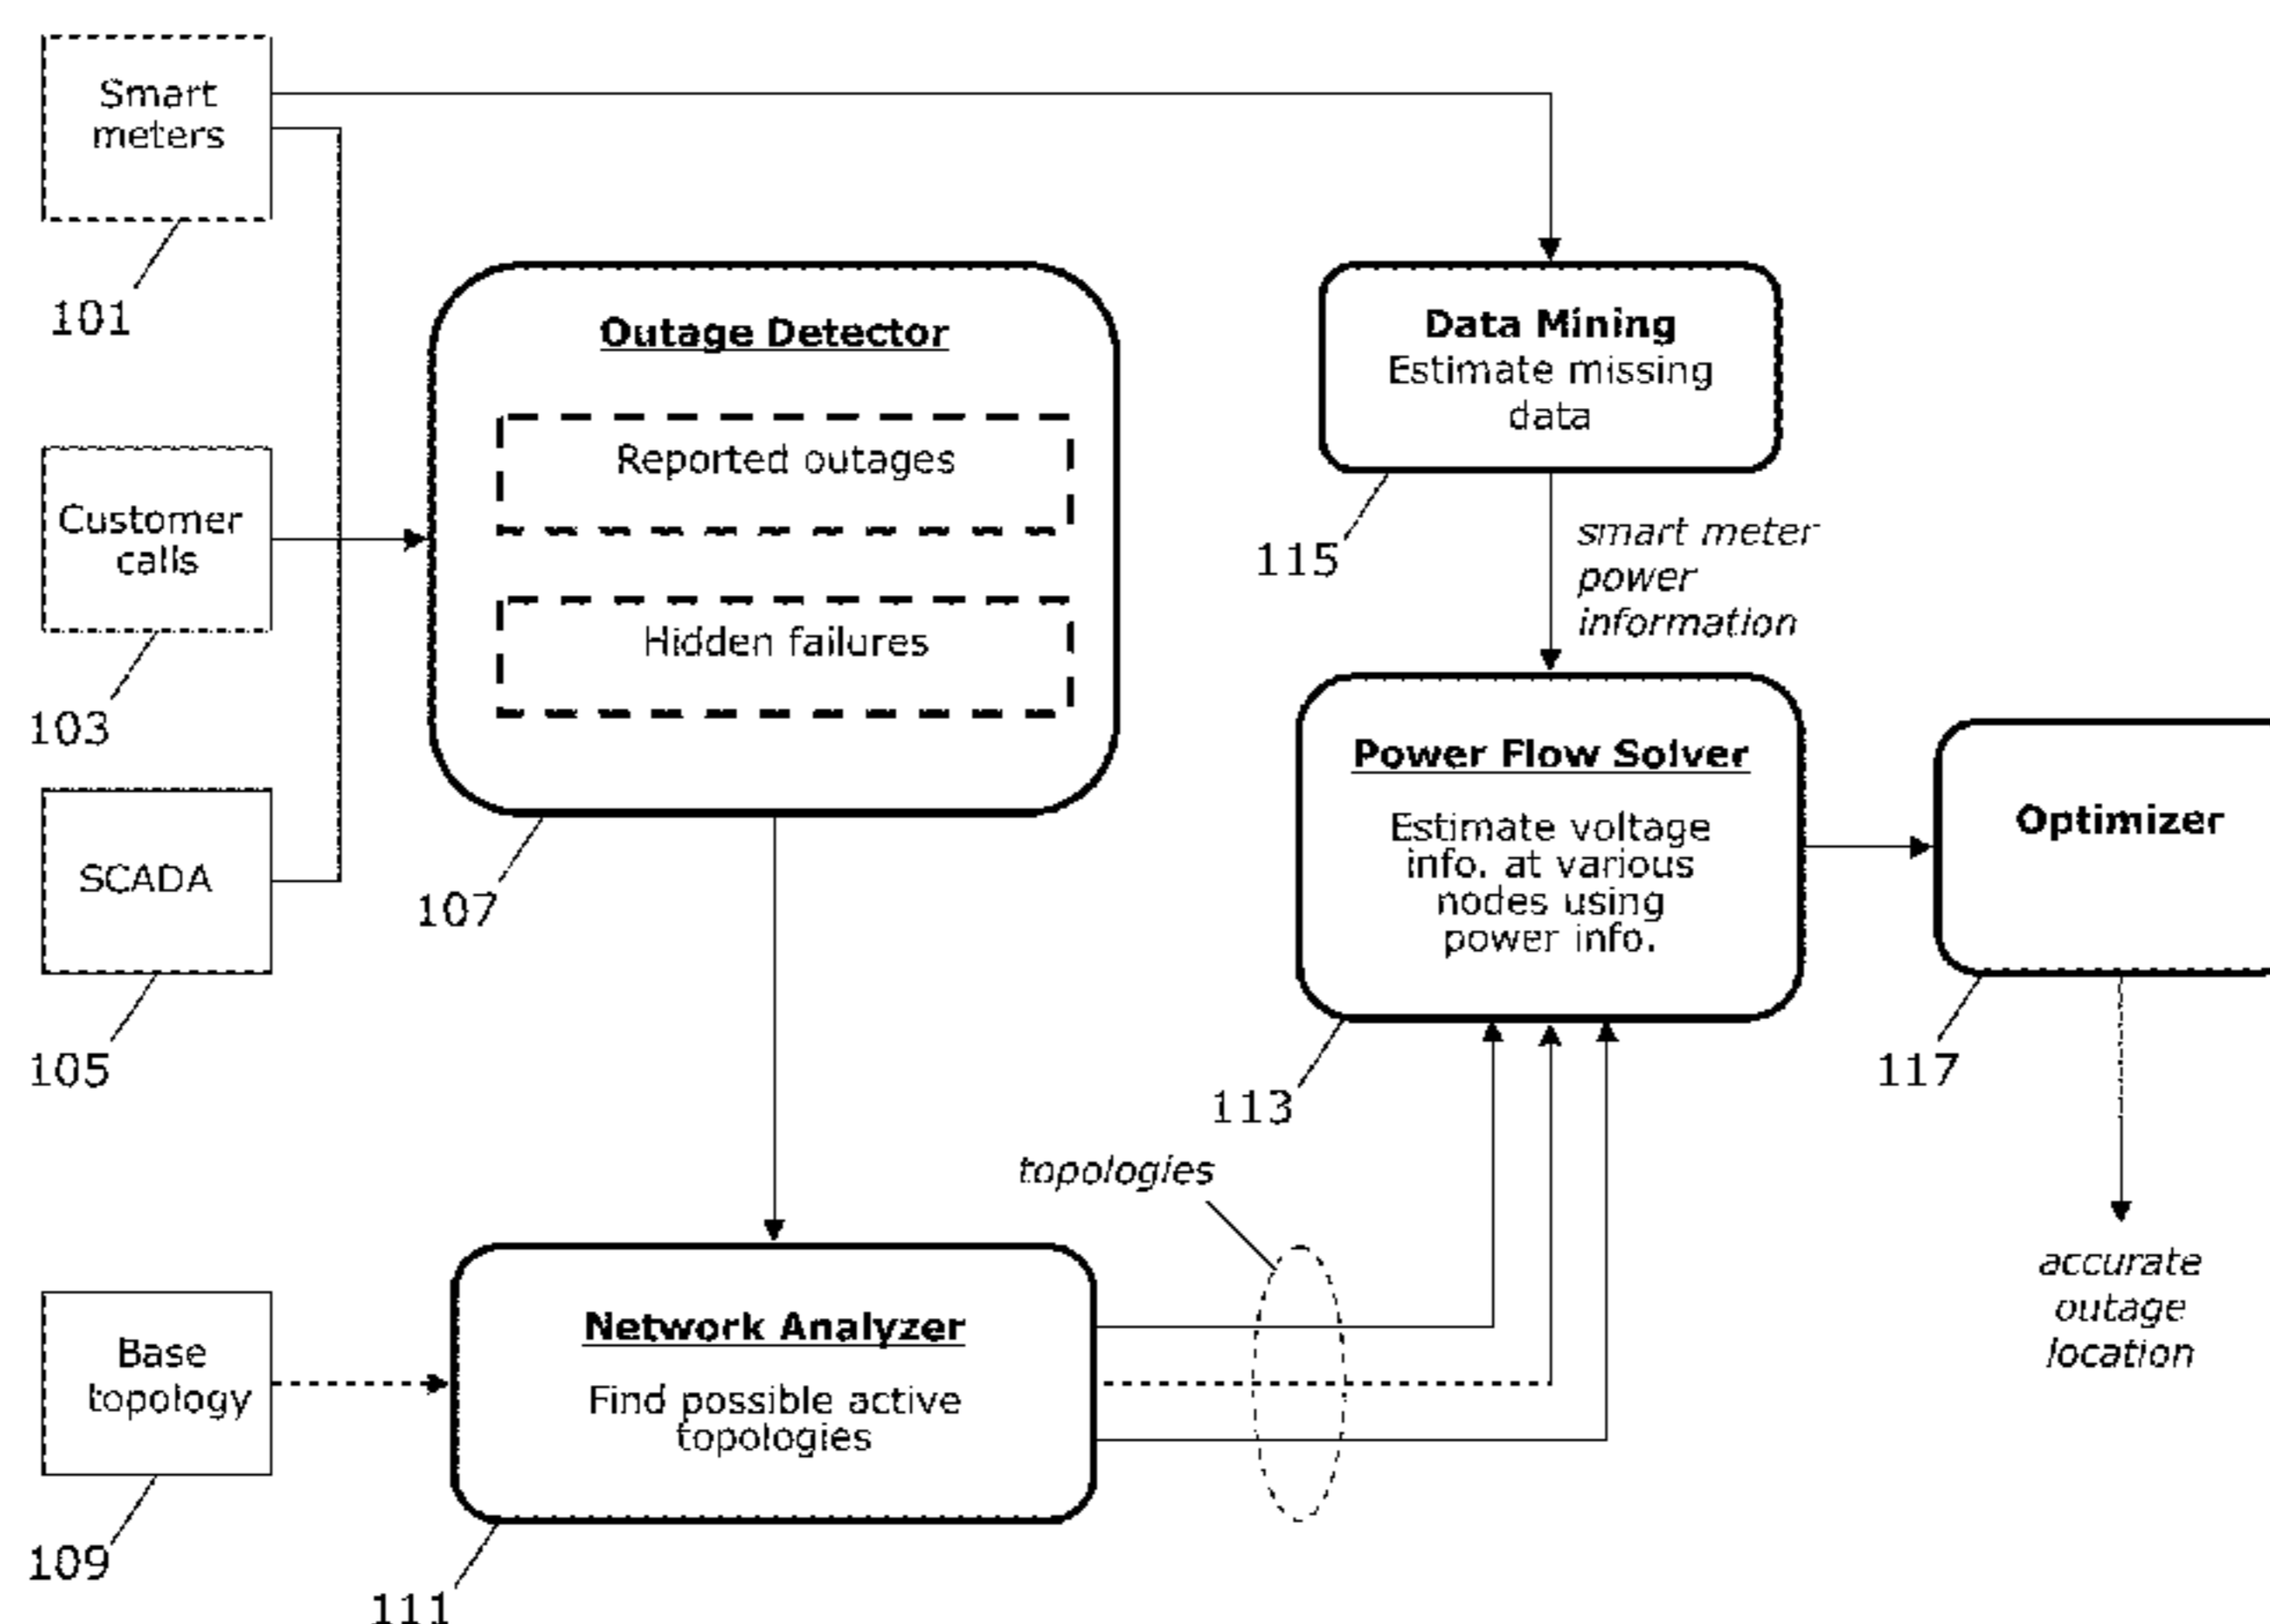 Smart
meters
101
Customer
calls
103
SCADA
105
Outage Detector
Reported outages
Hidden failures
107
Data Mining
Estimate missing
data
115
smart meter
power
information
Power Flow Solver
Estimate voltage
info. at various
nodes using
power info.
113
Optimizer
117
accurate
outage
location
topologies
Base
topology
109
Network Analyzer
Find possible active
topologies
111